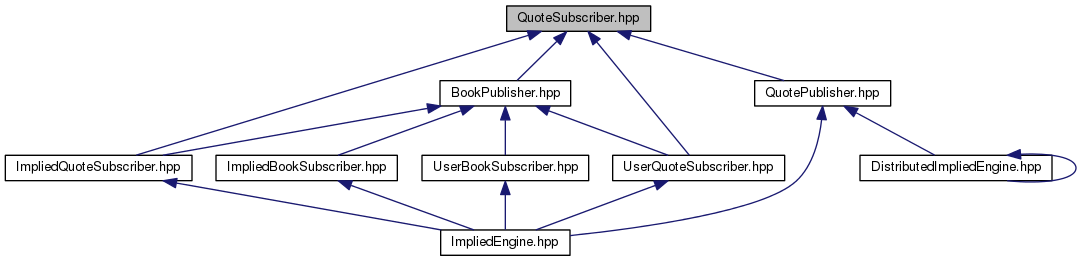 QuoteSubscriber.hpp
BookPublisher.hpp
QuotePublisher.hpp
ImpliedQuoteSubscriber.hpp
ImpliedBookSubscriber.hpp
UserBookSubscriber.hpp
UserQuoteSubscriber.hpp
DistributedImpliedEngine.hpp
ImpliedEngine.hpp